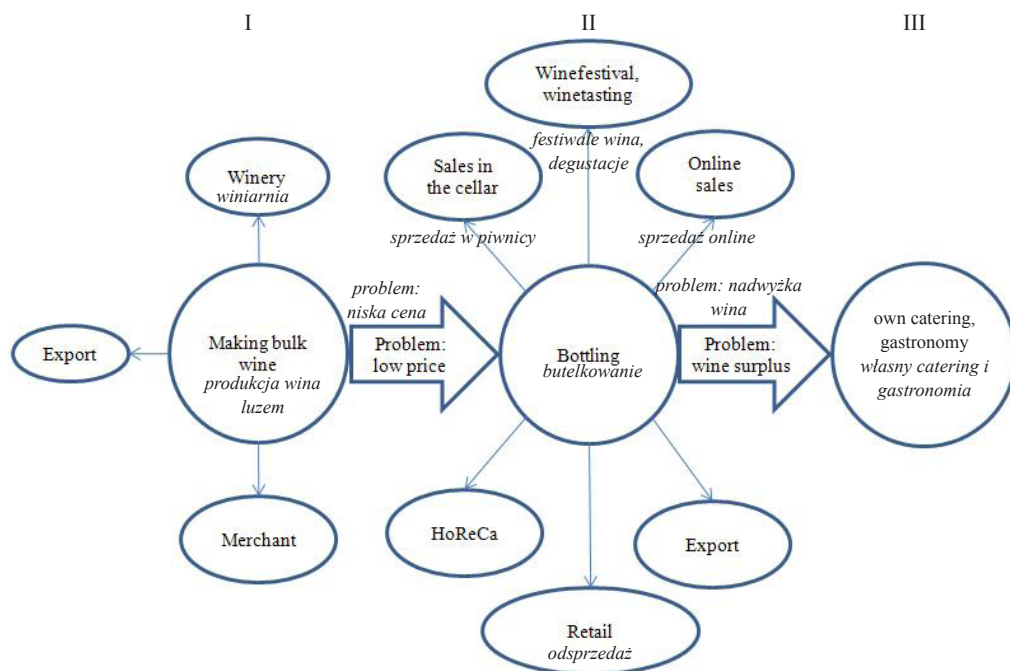 I
II
III
Winefestival,
winetasting
festiwale wina,
degustacje
Sales in
the cellar
sprzedaż w piwnicy
Online
sales
sprzedaż online
Winery
winiarnia
Export
Making bulk
wine
produkcja wina
luzem
problem:
niska cena
Problem:
low price
Bottling
butelkowanie
problem: nadwyżka
wina
Problem:
wine surplus
own catering,
gastronomy
własny catering i
gastronomia
Merchant
HoReCa
Retail
odsprzedaż
Export